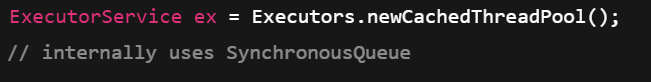 ExecutorService ex = Executors.newCachedThreadPool();
// internally uses SynchronousQueue